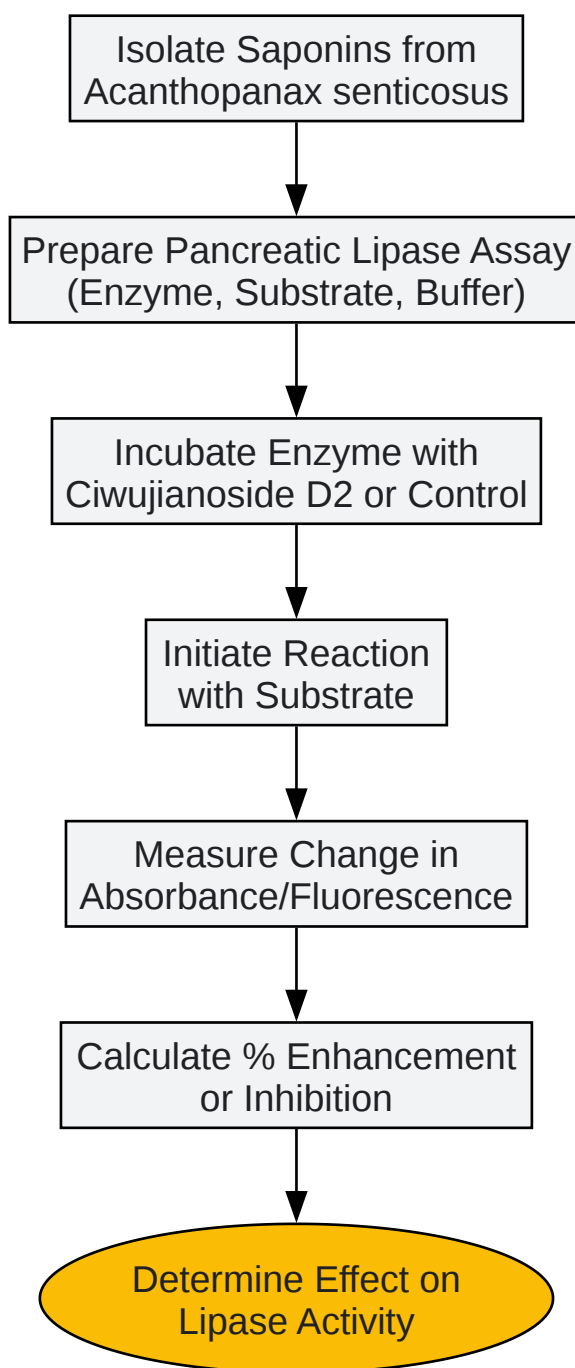 Isolate Saponins from
Acanthopanax senticosus
Prepare Pancreatic Lipase Assay
(Enzyme, Substrate, Buffer)
Incubate Enzyme with
Ciwujianoside D2 or Control
Initiate Reaction
with Substrate
Measure Change in
Absorbance/Fluorescence
Calculate % Enhancement
or Inhibition
Determine Effect on
Lipase Activity